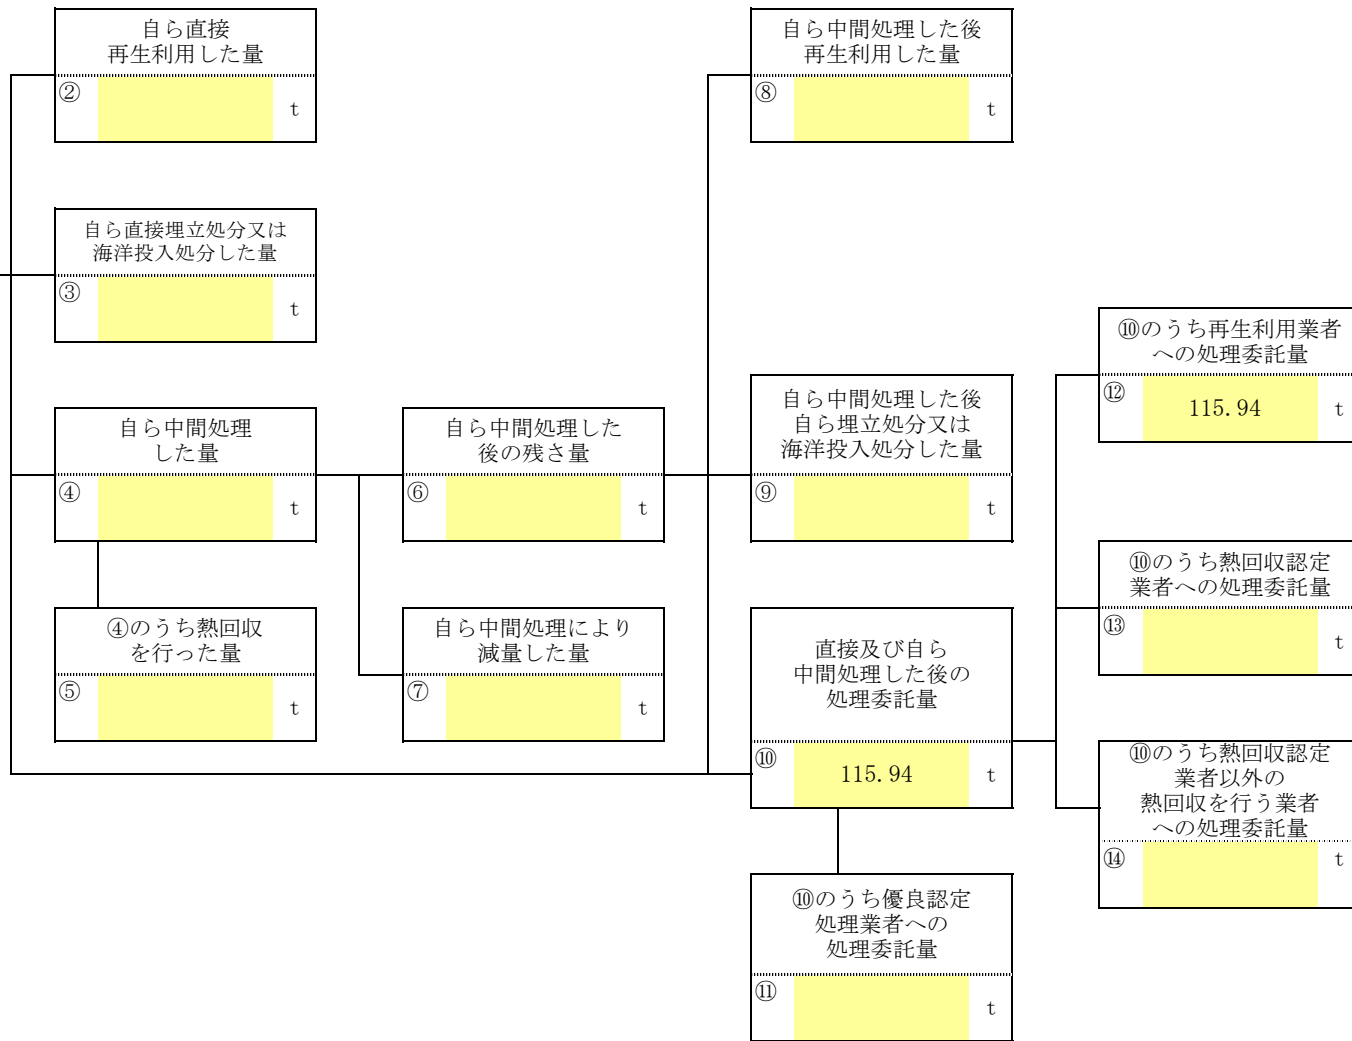 自ら直接
再生利用した量
②
t
自ら中間処理した後
再生利用した量
⑧
t
自ら直接埋立処分又は
海洋投入処分した量
③
t
⑩のうち再生利用業者
への処理委託量
⑫
115.94 t
自ら中間処理
した量
④
t
自ら中間処理した
後の残さ量
⑥
t
自ら中間処理した後
自ら埋立処分又は
海洋投入処分した量
⑨
t
⑩のうち熱回収認定
業者への処理委託量
⑬
t
④のうち熱回収
を行った量
⑤
t
自ら中間処理により
減量した量
⑦
t
直接及び自ら
中間処理した後の
処理委託量
⑩
115.94 t
⑩のうち熱回収認定
業者以外の
熱回収を行う業者
への処理委託量
⑭
t
⑩のうち優良認定
処理業者への
処理委託量
⑪
t